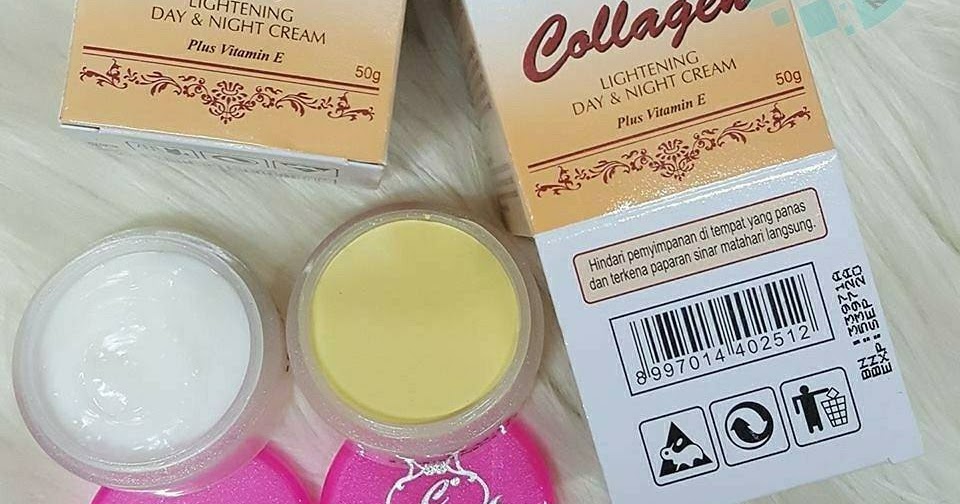 LIGHTENING
DAY & NIGHT CREAM
Plus Vitamin E
50g
Collagen
LIGHTENING
DAY & NIGHT CREAM
Plus Vitamin E
50g
Hindari penyimpanan di tempat yang panas
dan terkena paparan sinar matahari langsung.
8997014402512